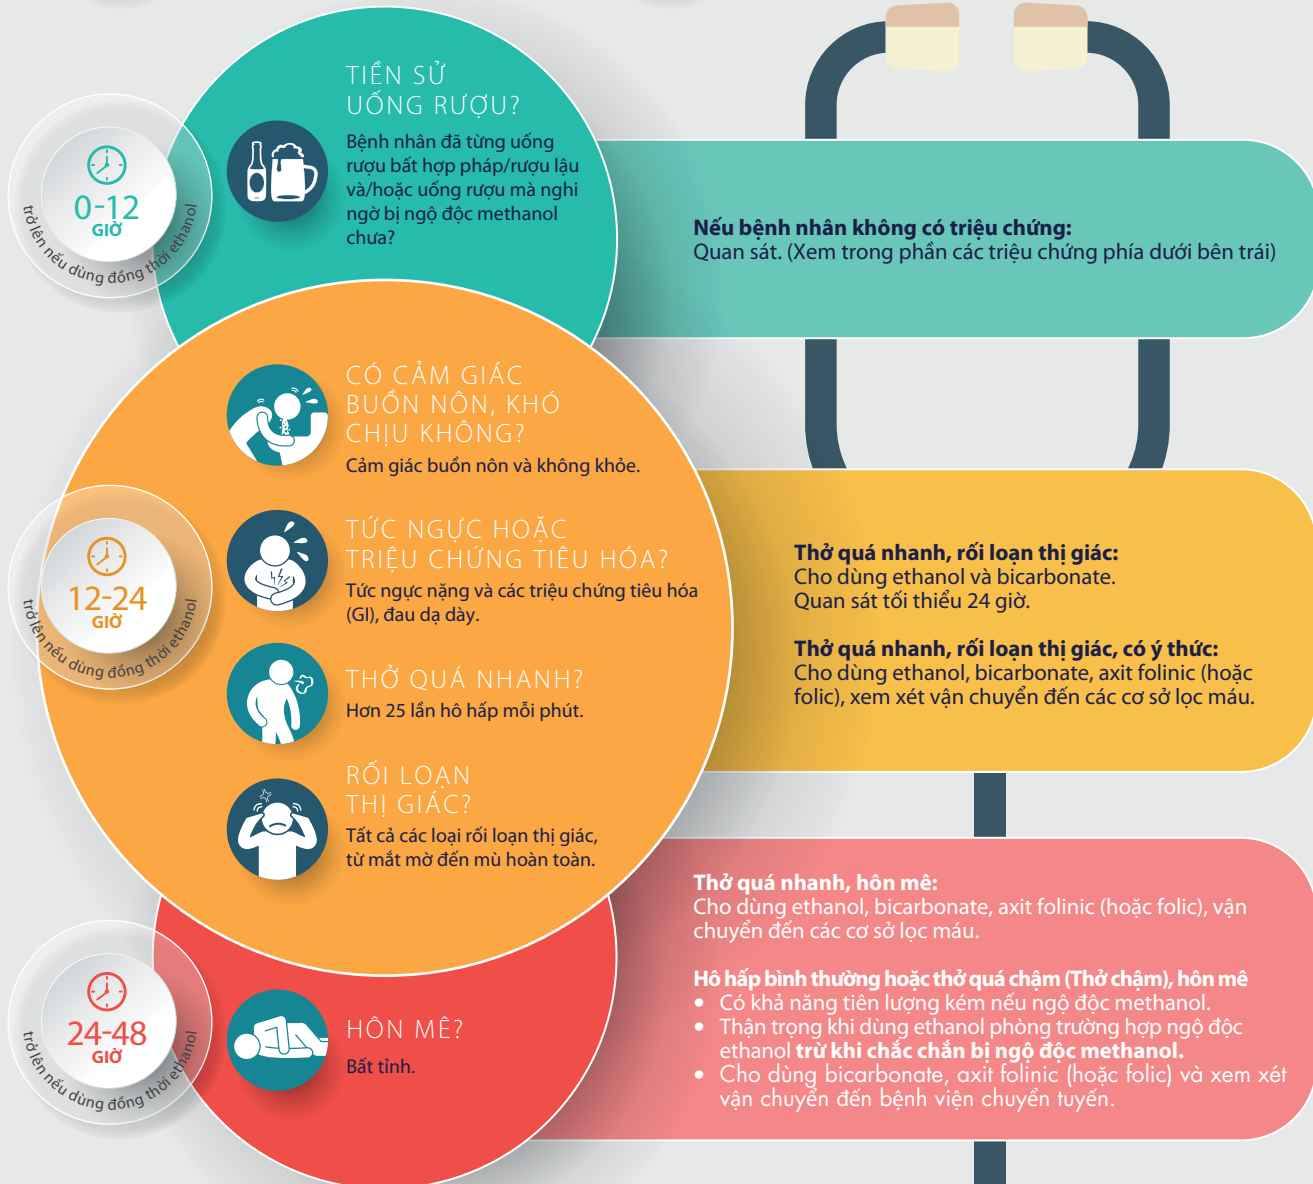 TIỀN SỬ
UỐNG RƯỢU?
Bệnh nhân đã từng uống
rượu bất hợp pháp/rượu lậu
và/hoặc uống rượu mà nghi
ngờ bị ngộ độc methanol
chưa?
0-12
GIỜ
trở lên nếu dùng đồng thời ethanol
Nếu bệnh nhân không có triệu chứng:
Quan sát. (Xem trong phần các triệu chứng phía dưới bên trái)
CÓ CẢM GIÁC
BUỒN NÔN, KHÓ
CHỊU KHÔNG?
Cảm giác buồn nôn và không khỏe.
TỨC NGỰC HOẶC
TRIỆU CHỨNG TIÊU HÓA?
Tức ngực nặng và các triệu chứng tiêu hóa
(GI), đau dạ dày.
12-24
GIỜ
trở lên nếu dùng đồng thời ethanol
THỞ QUÁ NHANH?
Hơn 25 lần hô hấp mỗi phút.
RỐI LOẠN
THỊ GIÁC?
Tất cả các loại rối loạn thị giác,
từ mắt mờ đến mù hoàn toàn.
Thở quá nhanh, rối loạn thị giác:
Cho dùng ethanol và bicarbonate.
Quan sát tối thiểu 24 giờ.
Thở quá nhanh, rối loạn thị giác, có ý thức:
Cho dùng ethanol, bicarbonate, axit folinic (hoặc
folic), xem xét vận chuyển đến các cơ sở lọc máu.
24-48
GIỜ
trở lên nếu dùng đồng thời ethanol
HÔN MÊ?
Bất tỉnh.
Thở quá nhanh, hôn mê:
Cho dùng ethanol, bicarbonate, axit folinic (hoặc folic), vận
chuyển đến các cơ sở lọc máu.
Hô hấp bình thường hoặc thở quá chậm (Thở chậm), hôn mê
• Có khả năng tiên lượng kém nếu ngộ độc methanol.
• Thận trọng khi dùng ethanol phòng trường hợp ngộ độc
ethanol trừ khi chắc chắn bị ngộ độc methanol.
• Cho dùng bicarbonate, axit folinic (hoặc folic) và xem xét
vận chuyển đến bệnh viện chuyển tuyến.